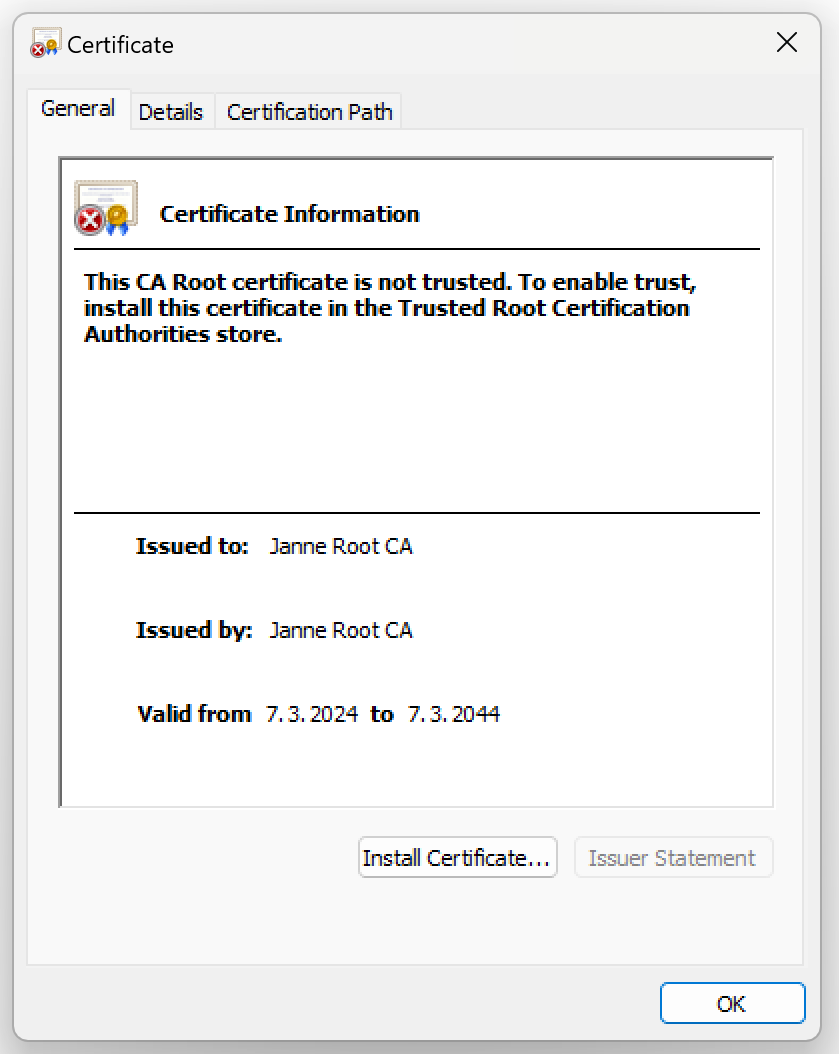 Certificate
General Details Certification Path
Certificate Information
This CA Root certificate is not trusted. To enable trust,
install this certificate in the Trusted Root Certification
Authorities store.
Issued to: Janne Root CA
Issued by: Janne Root CA
Valid from 7.3.2024 to 7.3.2044
Install Certificate... Issuer Statement
OK